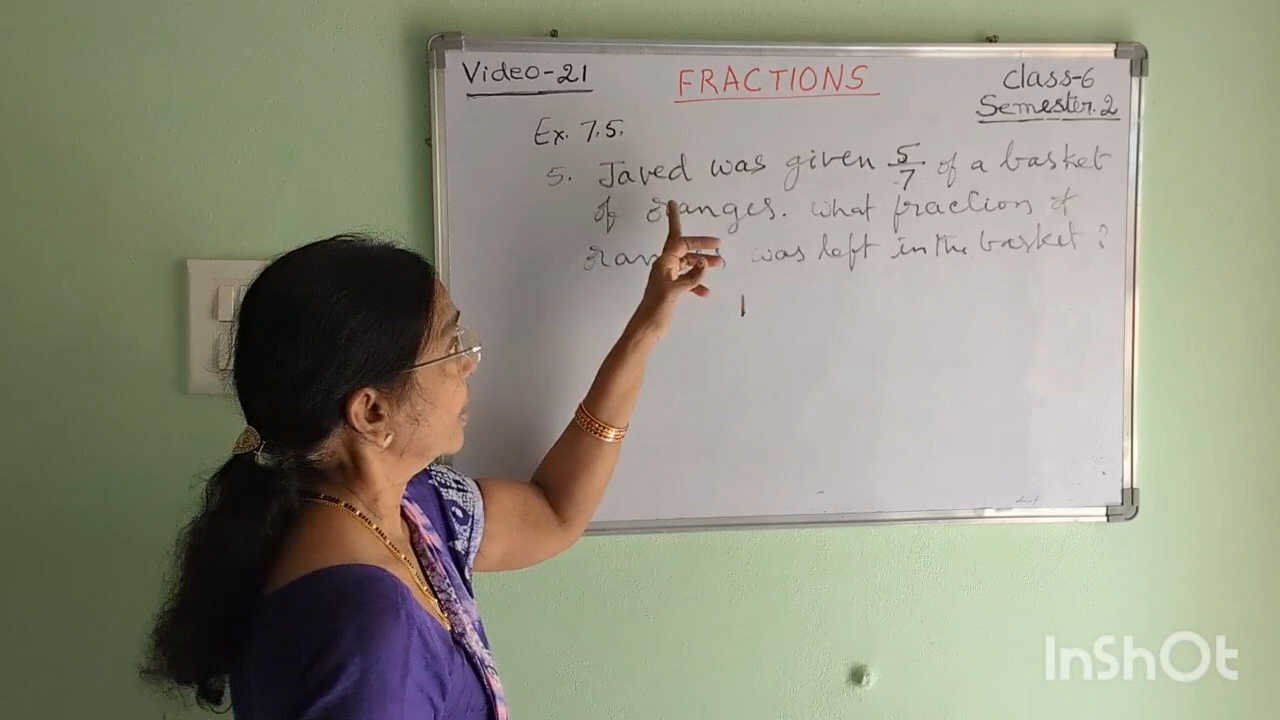 Video-21
FRACTIONS
Class-6
Semester. 2
Ex. 7.5.
5. Javed was given 5/7 of a basket
of oranges. What fraction of
was left in the basket?
1
InShOt